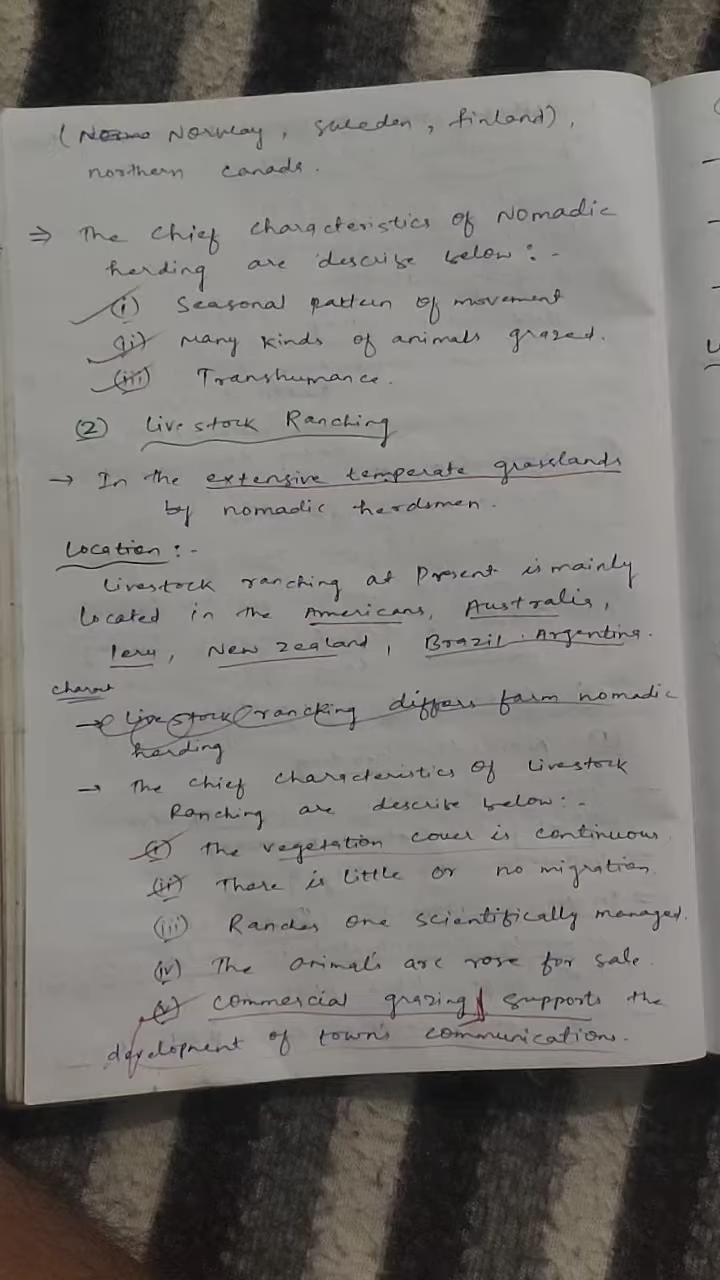 (Norway, Sweden, finland),
northern canada.
⇒ The chief characteristics of Nomadic
herding are describe below :-
(i) Seasonal pattern of movement
(ii) Many kinds of animals grazed.
(iii) Transhumance.
(2) Livestock Ranching
→ In the extensive temperate grasslands
by nomadic herdsmen.
Location :-
Livestock ranching at Present is mainly
located in the Americans, Australia,
New Zealand, Brazil. Argentina.
→ Livestock rancking differs farm nomadic
herding
→ The chief characteristics of Livestock
Ranching are describe below :-
(i) The vegetation cover is continuous
(ii) There is little or no migration
(iii) Ranches are scientifically managed.
(iv) The animals are rose for sale.
(v) commercial grazing supports the
development of towns communications.